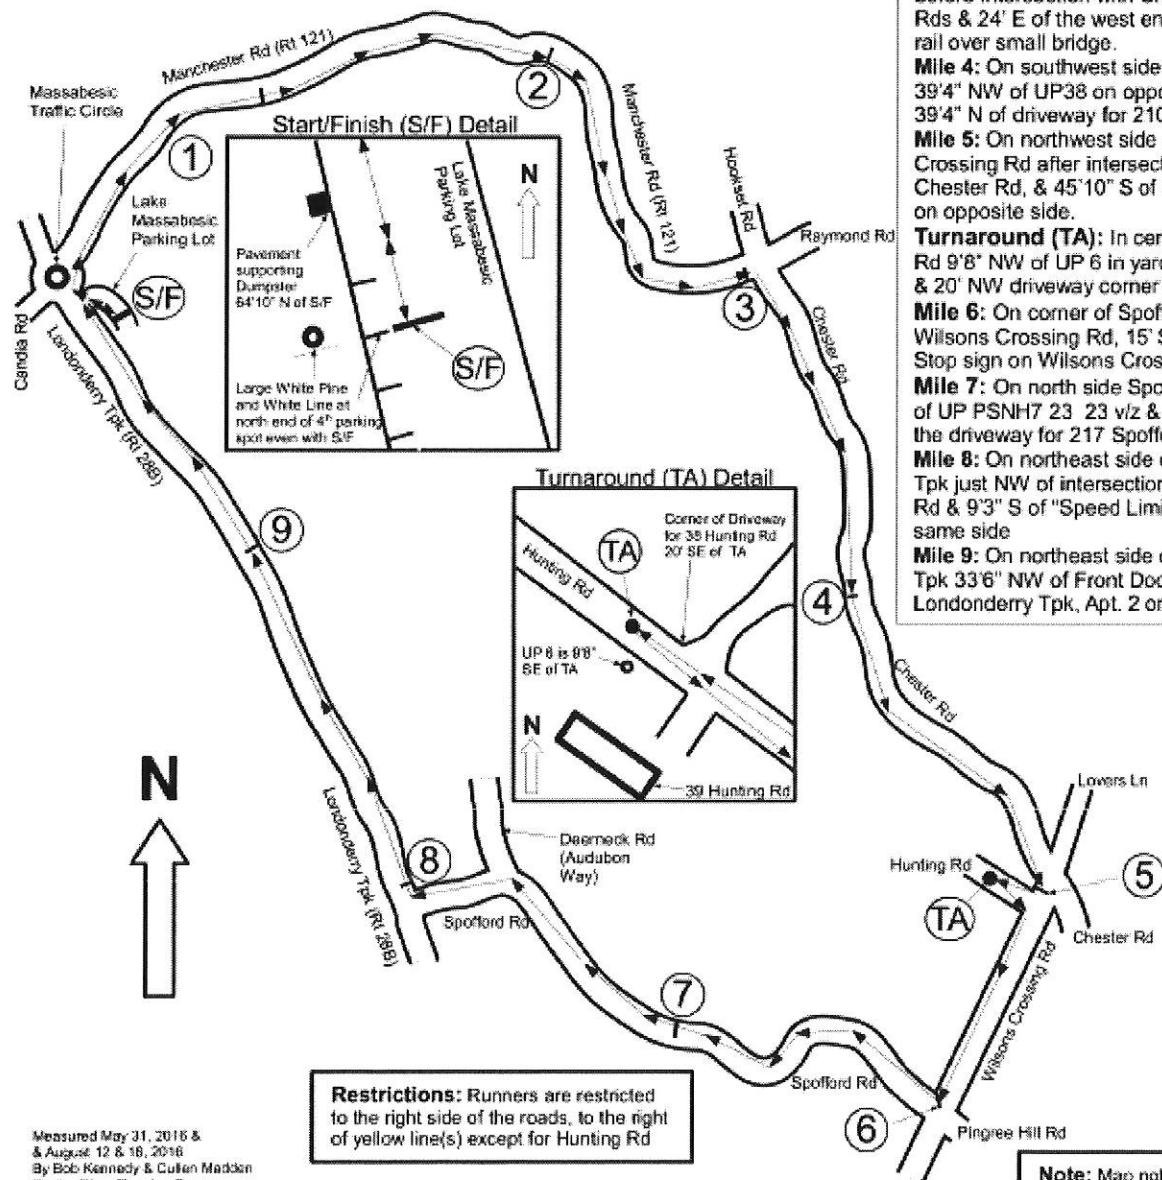 Rds & 24' E of the west en
rail over small bridge.
Mile 4: On southwest side
39'4" NW of UP38 on oppo
39'4" N of driveway for 210
Mile 5: On northwest side
Crossing Rd after intersec
Chester Rd, & 45'10" S of
on opposite side.
Turnaround (TA): In cen
Rd 9'8" NW of UP 6 in yard
& 20' NW driveway corner
Mile 6: On corner of Spof
Wilsons Crossing Rd, 15' S
Stop sign on Wilsons Cros
Mile 7: On north side Spo
of UP PSNH7 23 23 v/z &
the driveway for 217 Spoff
Mile 8: On northeast side
Tpk just NW of intersection
Rd & 9'3" S of "Speed Limi
same side
Mile 9: On northeast side
Tpk 33'6" NW of Front Doo
Londonderry Tpk, Apt. 2 or
Manchester Rd (Rt 121)
Massabesic
Traffic Circle
1
2
Manchester Rd (Rt 121)
Hookset Rd
Raymond Rd
3
Chester Rd
Lake
Massabesic
Parking Lot
S/F
Candia Rd
Londonderry Tpk (Rt 28B)
Start/Finish (S/F) Detail
Lake Massabesic
Parking Lot
N
Pavement
supporting
Dumpster
64'10" N of S/F
S/F
Large White Pine
and White Line at
north end of 4th parking
spot even with S/F
9
Turnaround (TA) Detail
Corner of Driveway
for 38 Hunting Rd
20' SE of TA
Hunting Rd
TA
UP 6 is 9'8"
SE of TA
N
39 Hunting Rd
4
Chester Rd
Lovers Ln
Hunting Rd
TA
5
Chester Rd
Wilsons Crossing Rd
N
Londonderry Tpk (Rt 28B)
8
Deerneck Rd
(Audubon
Way)
Spofford Rd
7
Spofford Rd
6
Pingree Hill Rd
Restrictions: Runners are restricted
to the right side of the roads, to the right
of yellow line(s) except for Hunting Rd
Measured May 31, 2016 &
& August 12 & 18, 2016
By Bob Kennedy & Cullen Madden
Note: Map not